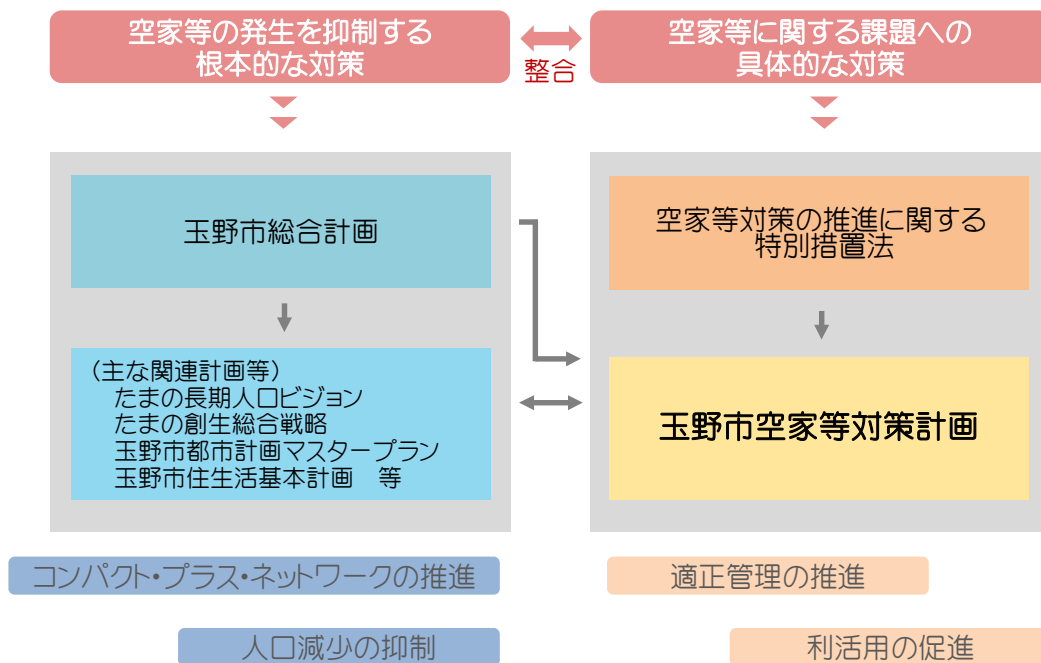 空家等の発生を抑制する
根本的な対策
整合
空家等に関する課題への
具体的な対策
玉野市総合計画
（主な関連計画等）
たまの長期人口ビジョン
たまの創生総合戦略
玉野市都市計画マスタープラン
玉野市住生活基本計画　等
空家等対策の推進に関する
特別措置法
玉野市空家等対策計画
コンパクト・プラス・ネットワークの推進
人口減少の抑制
適正管理の推進
利活用の促進